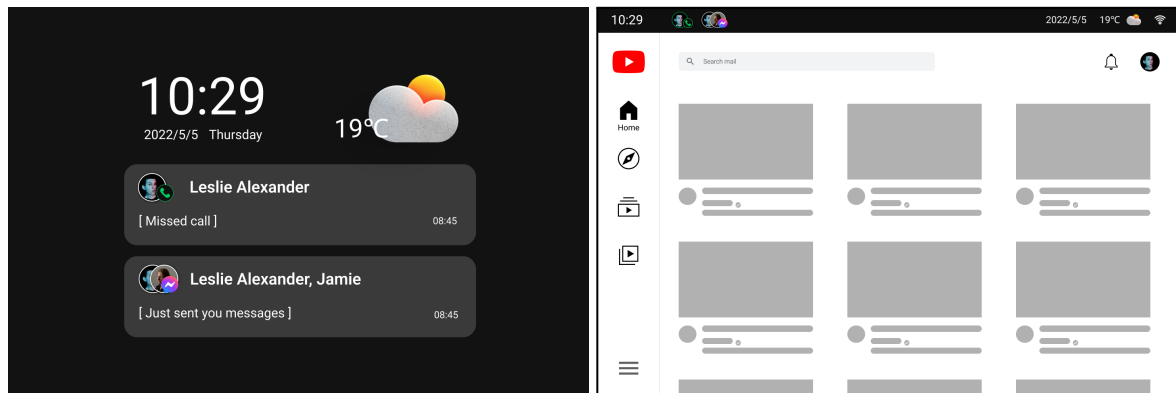 10:29
2022/5/5 Thursday
19°C
Leslie Alexander
[ Missed call ]
08:45
Leslie Alexander, Jamie
[ Just sent you messages ]
08:45
10:29
2022/5/5
19°C
Search mail
Home